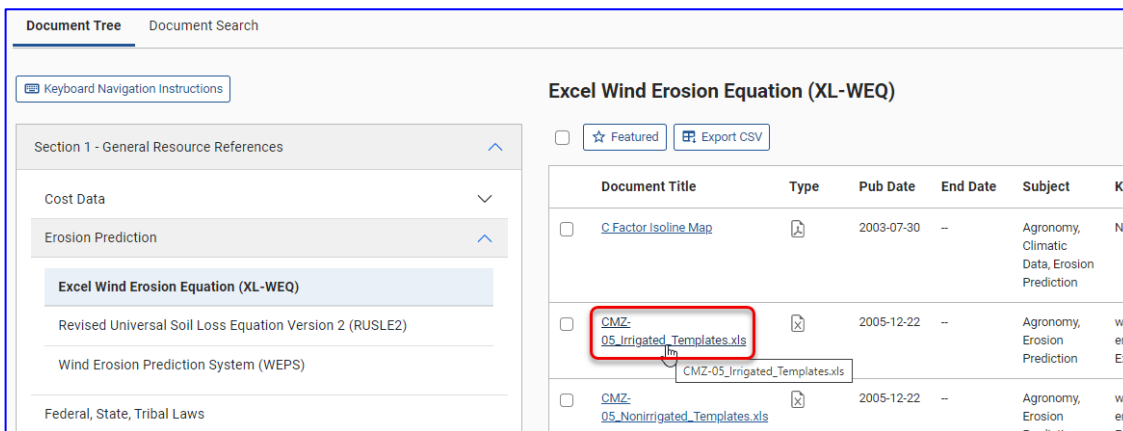 Document Tree Document Search
Keyboard Navigation Instructions
Section 1 - General Resource References
Cost Data
Erosion Prediction
Excel Wind Erosion Equation (XL-WEQ)
Revised Universal Soil Loss Equation Version 2 (RUSLE2)
Wind Erosion Prediction System (WEPS)
Federal, State, Tribal Laws
Excel Wind Erosion Equation (XL-WEQ)
Featured Export CSV
Document Title Type Pub Date End Date Subject
C Factor Isoline Map 2003-07-30 -- Agronomy,
Climatic
Data, Erosion
Prediction
CMZ- 2005-12-22 -- Agronomy,
05_Irrigated_Templates.xls Erosion
Prediction
CMZ-05_Irrigated_Templates.xls
CMZ- 2005-12-22 -- Agronomy,
05_Nonirrigated_Templates.xls Erosion